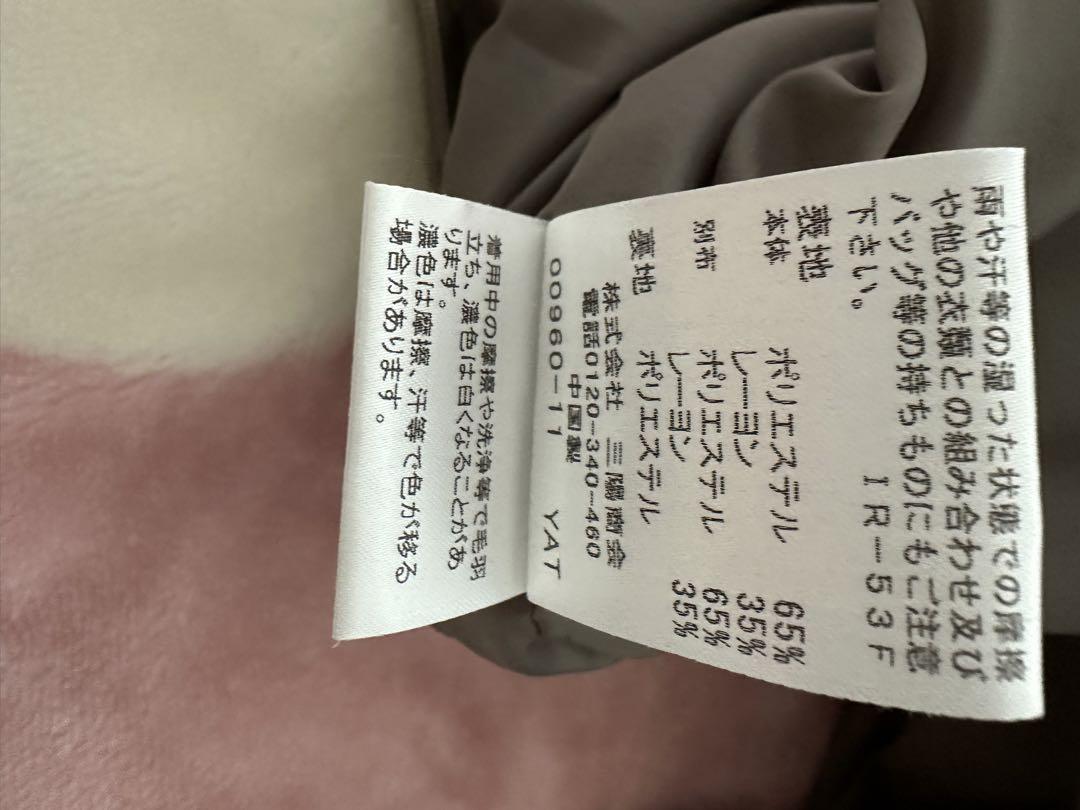 雨や汗等の湿った状態での摩擦
や他の衣類との組み合わせ及び
バッグ等の持ちものにもご注意
下さい。
IR-53F
表地
本体 ポリエステル 65%
レーヨン 35%
別布 ポリエステル 65%
レーヨン 35%
裏地 ポリエステル
株式会社 三陽商会
電話0120-340-460
中国製
00960-11 YAT
着用中の摩擦や洗浄等で毛羽
立ち、濃色は白くなることがあ
ります。
濃色は摩擦、汗等で色が移る
場合があります。